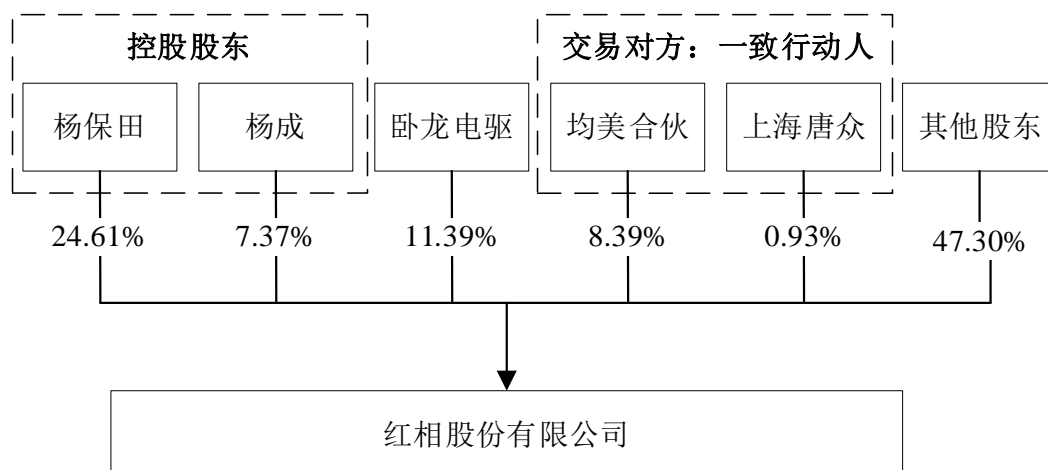 控股股东
交易对方：一致行动人
杨保田
杨成
卧龙电驱
均美合伙
上海唐众
其他股东
24.61%
7.37%
11.39%
8.39%
0.93%
47.30%
红相股份有限公司